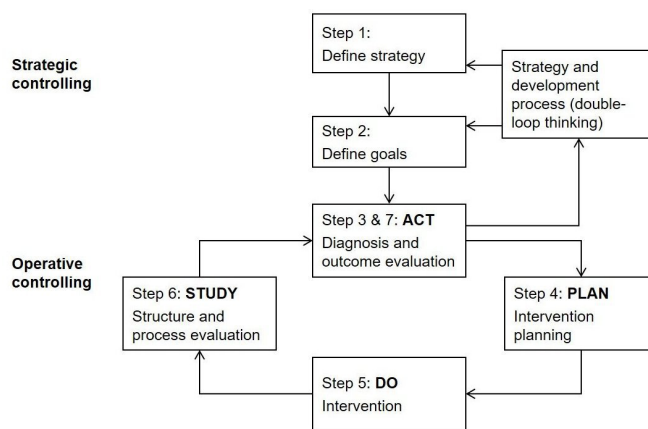 Step 1:
Define strategy
Strategic
controlling
Strategy and
development
process (double-
loop thinking)
Step 2:
Define goals
Step 3 & 7: ACT
Diagnosis and
outcome evaluation
Operative
controlling
Step 6: STUDY
Structure and
process evaluation
Step 4: PLAN
Intervention
planning
Step 5: DO
Intervention